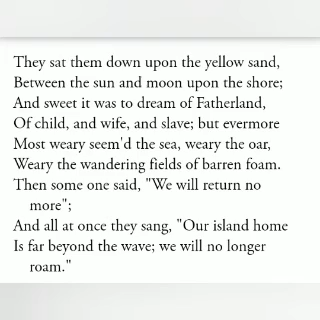 They sat them down upon the yellow sand,
Between the sun and moon upon the shore;
And sweet it was to dream of Fatherland,
Of child, and wife, and slave; but evermore
Most weary seem'd the sea, weary the oar,
Weary the wandering fields of barren foam.
Then some one said, "We will return no
more";
And all at once they sang, "Our island home
Is far beyond the wave; we will no longer
roam."